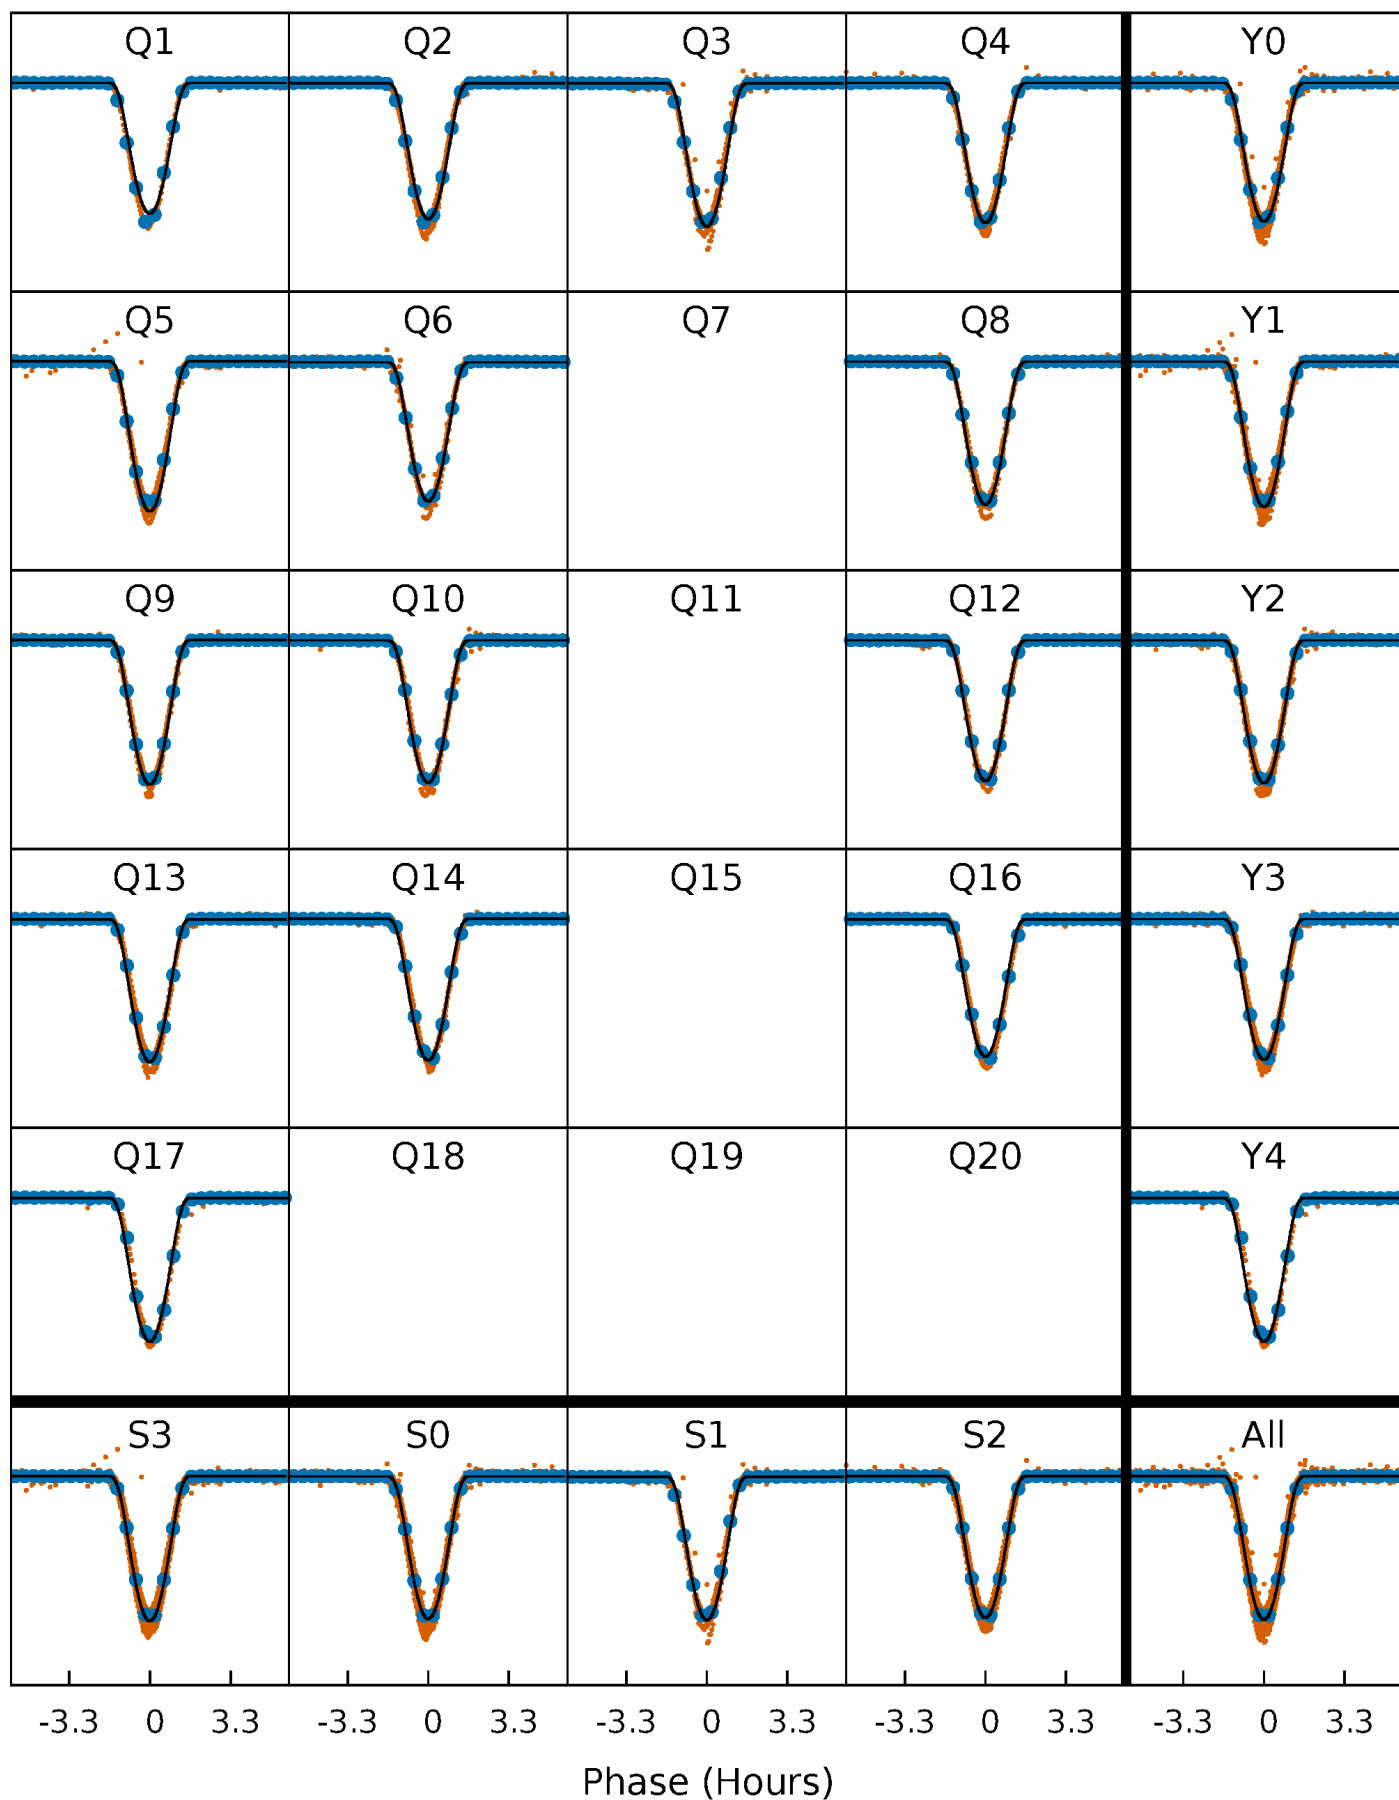 Q1 Q2 Q3 Q4 Y0
Q5 Q6 Q7 Q8 Y1
Q9 Q10 Q11 Q12 Y2
Q13 Q14 Q15 Q16 Y3
Q17 Q18 Q19 Q20 Y4
S3 S0 S1 S2 All
-3.3 0 3.3 -3.3 0 3.3 -3.3 0 3.3 -3.3 0 3.3 -3.3 0 3.3
Phase (Hours)